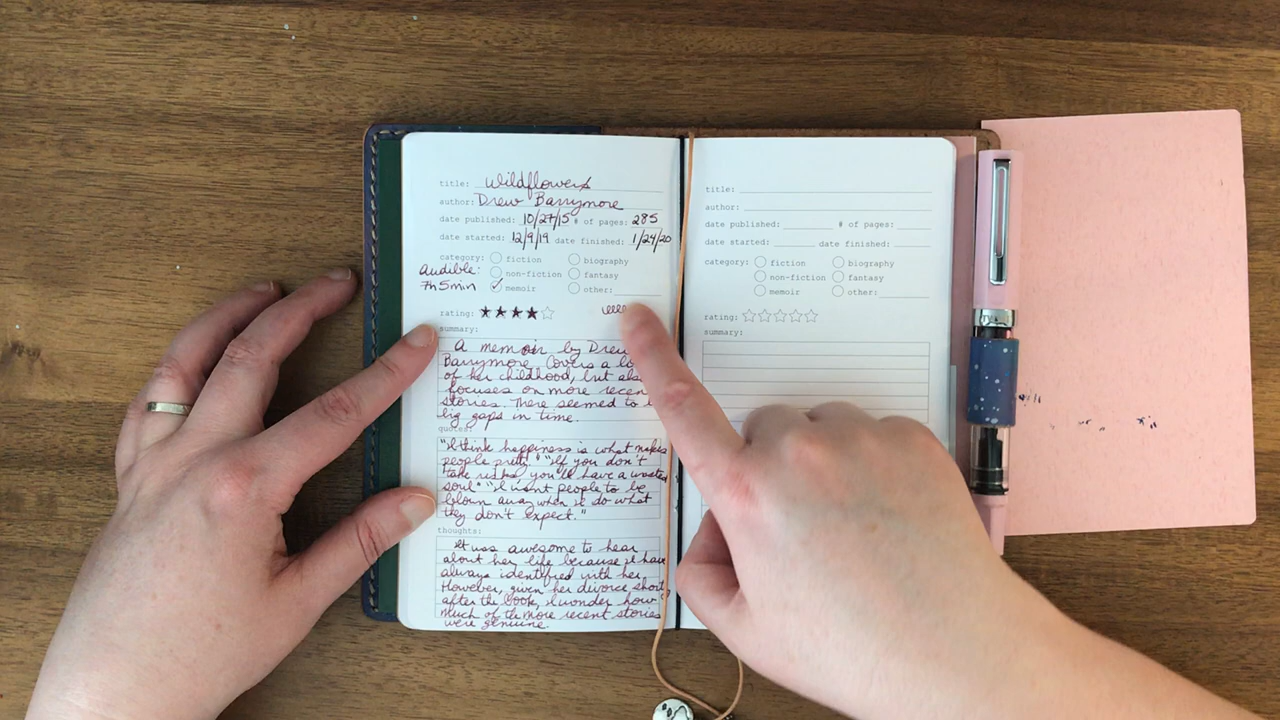 title: Wildflowers
author: Drew Barrymore
date published: 10/27/15 # of pages: 285
date started: 12/9/19 date finished: 1/24/20
category: fiction biography
Audible: non-fiction fantasy
7h 5min memoir other:
rating:
summary:
A memoir by Drew
Barrymore. Covers a
of her childhood, but
focuses on more
stories. There seemed to
big gaps in time.
quotes:
"I think happiness is what makes
people pretty." "If you don't
take risks you'll have a wasted
soul" "I want people to be
blown away when I do what
they don't expect."
thoughts:
It was awesome to hear
about her life because I have
always identified with her.
However, given her divorce
after the book, I wonder how
much of the more recent stories
were genuine.
title:
author:
date published: # of pages:
date started: date finished:
category: fiction biography
non-fiction fantasy
memoir other:
rating:
summary: